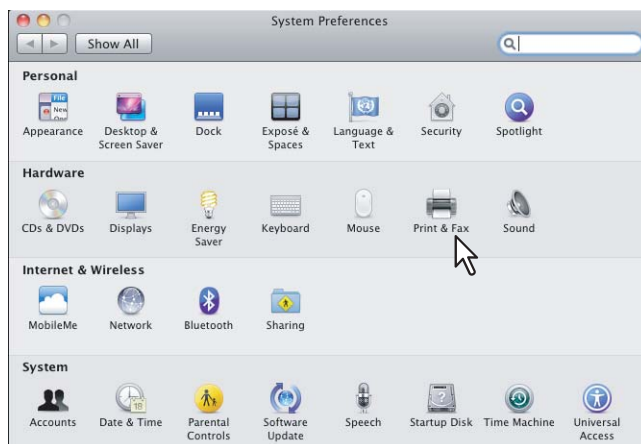 System Preferences
Show All
Personal
Appearance
Desktop & Screen Saver
Dock
Exposé & Spaces
Language & Text
Security
Spotlight
Hardware
CDs & DVDs
Displays
Energy Saver
Keyboard
Mouse
Print & Fax
Sound
Internet & Wireless
MobileMe
Network
Bluetooth
Sharing
System
Accounts
Date & Time
Parental Controls
Software Update
Speech
Startup Disk
Time Machine
Universal Access